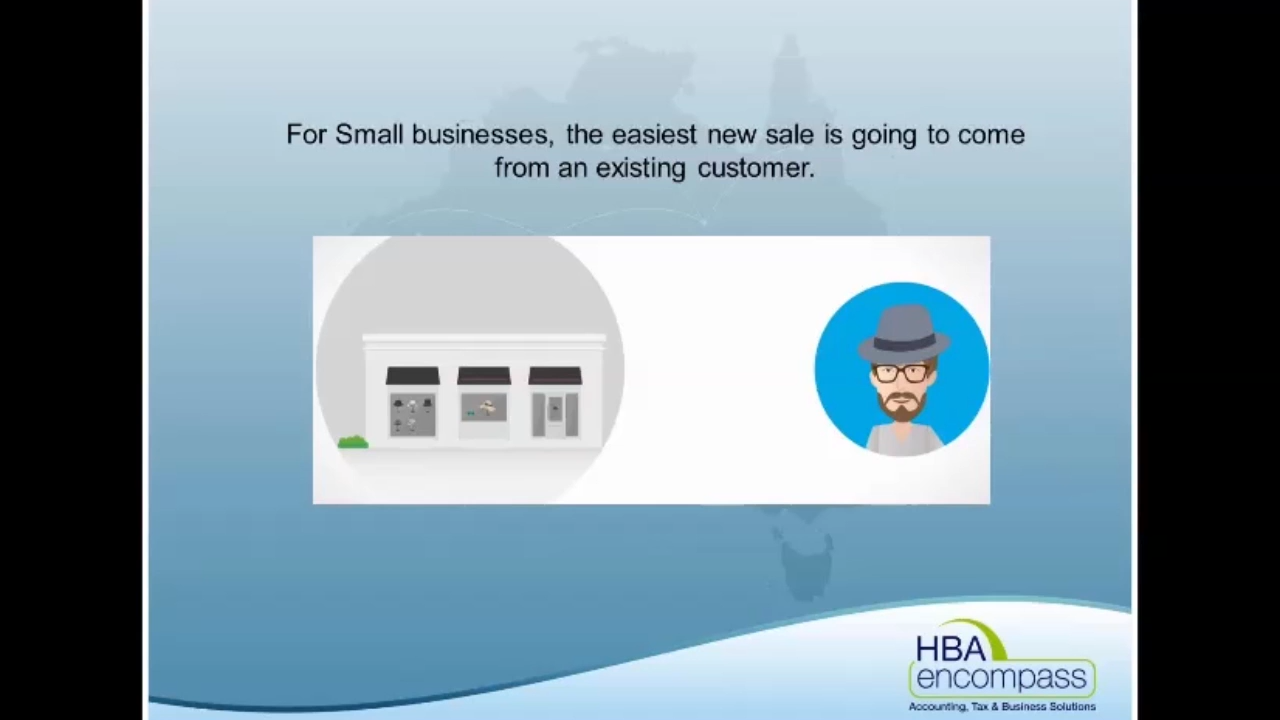 For Small businesses, the easiest new sale is going to come
from an existing customer.
HBA
encompass
Accounting, Tax & Business Solutions